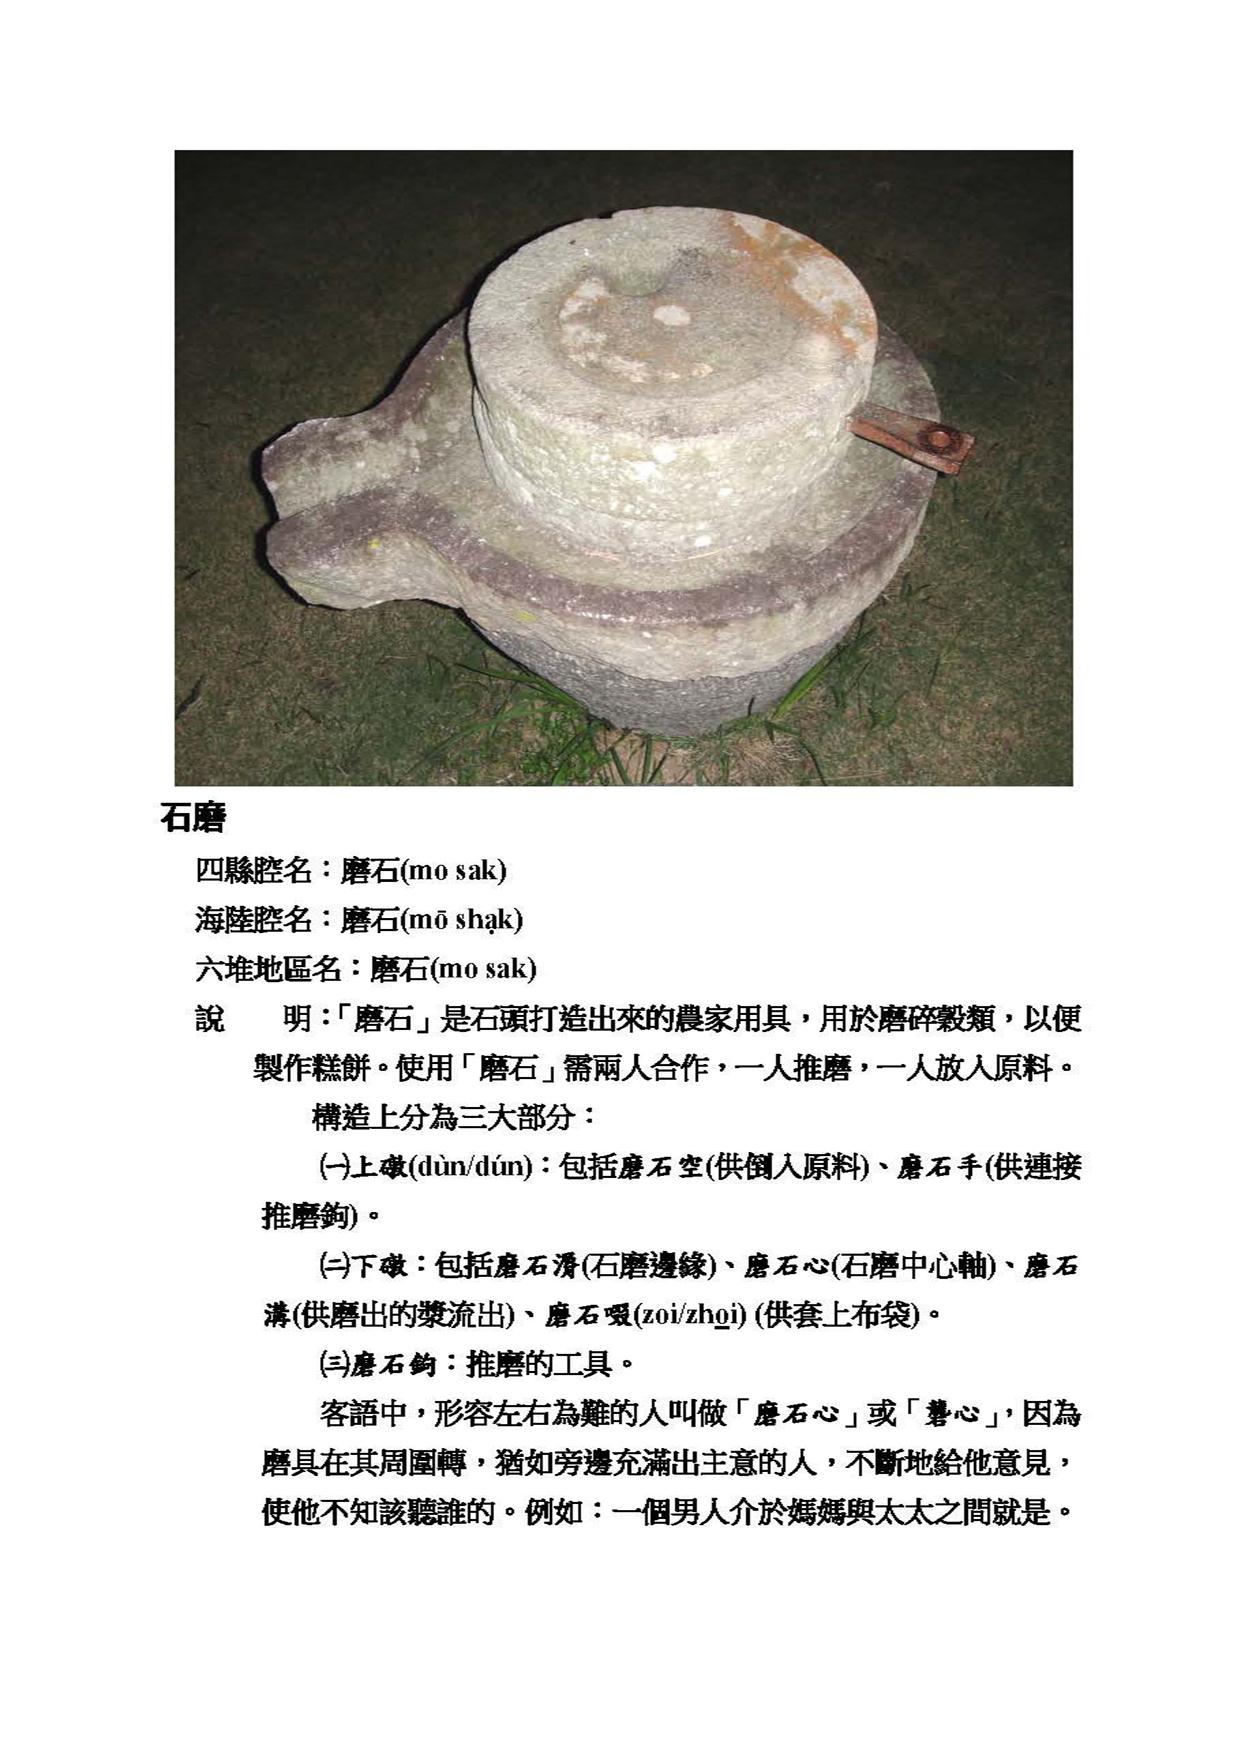 石磨
四縣腔名：磨石(mo sak)
海陸腔名：磨石(mō shạk)
六堆地區名：磨石(mo sak)
說　　明：「磨石」是石頭打造出來的農家用具，用於磨碎穀類，以便
製作糕餅。使用「磨石」需兩人合作，一人推磨，一人放入原料。
構造上分為三大部分：
㈠上礅(dùn/dún)：包括磨石空(供倒入原料)、磨石手(供連接
推磨鉤)。
㈡下礅：包括磨石滑(石磨邊緣)、磨石心(石磨中心軸)、磨石
溝(供磨出的漿流出)、磨石啜(zoi/zho̲i) (供套上布袋)。
㈢磨石鉤：推磨的工具。
客語中，形容左右為難的人叫做「磨石心」或「礱心」，因為
磨具在其周圍轉，猶如旁邊充滿出主意的人，不斷地給他意見，
使他不知該聽誰的。例如：一個男人介於媽媽與太太之間就是。